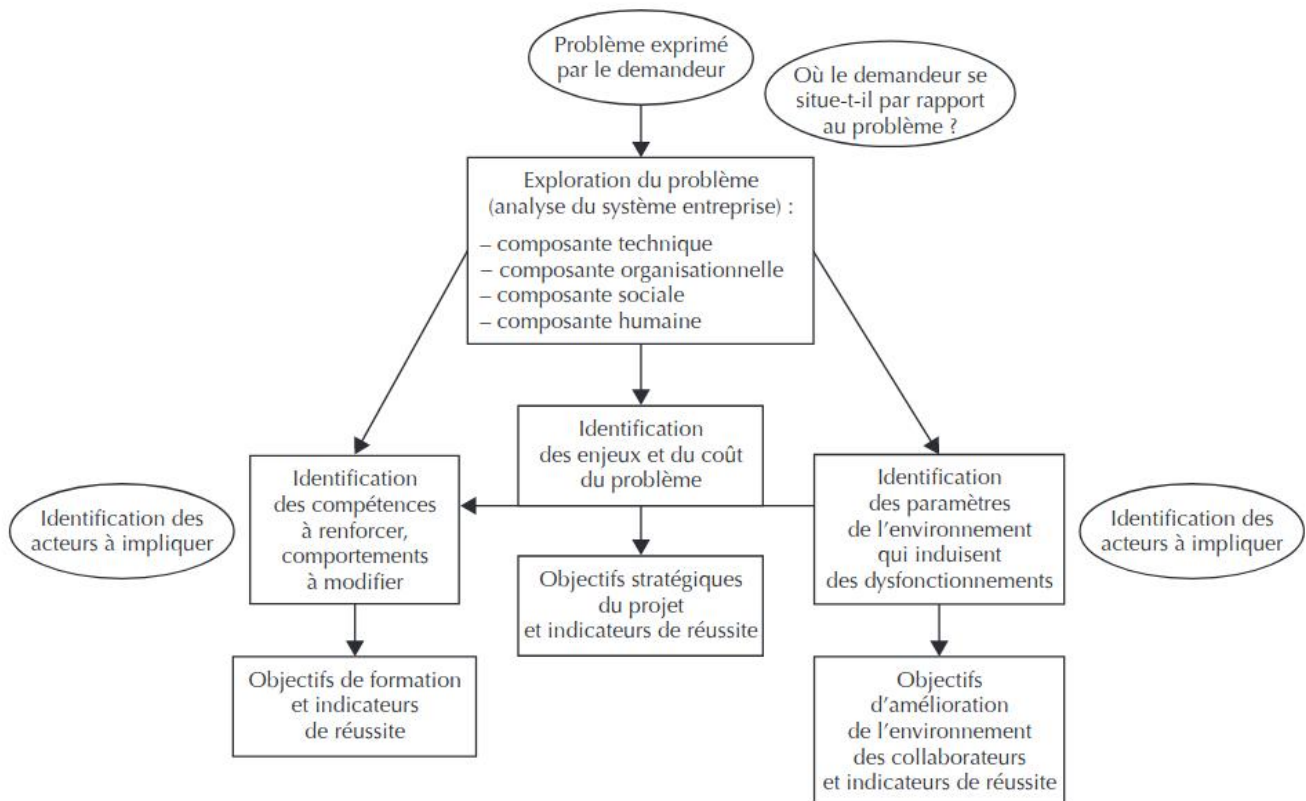 Problème exprimé
par le demandeur
Où le demandeur se
situe-t-il par rapport
au problème ?
Exploration du problème
(analyse du système entreprise) :
– composante technique
– composante organisationnelle
– composante sociale
– composante humaine
Identification
des enjeux et du coût
du problème
Identification des
acteurs à impliquer
Identification
des compétences
à renforcer,
comportements
à modifier
Identification
des paramètres
de l’environnement
qui induisent
des dysfonctionnements
Identification des
acteurs à impliquer
Objectifs stratégiques
du projet
et indicateurs de réussite
Objectifs de formation
et indicateurs
de réussite
Objectifs
d’amélioration
de l’environnement
des collaborateurs
et indicateurs de réussite